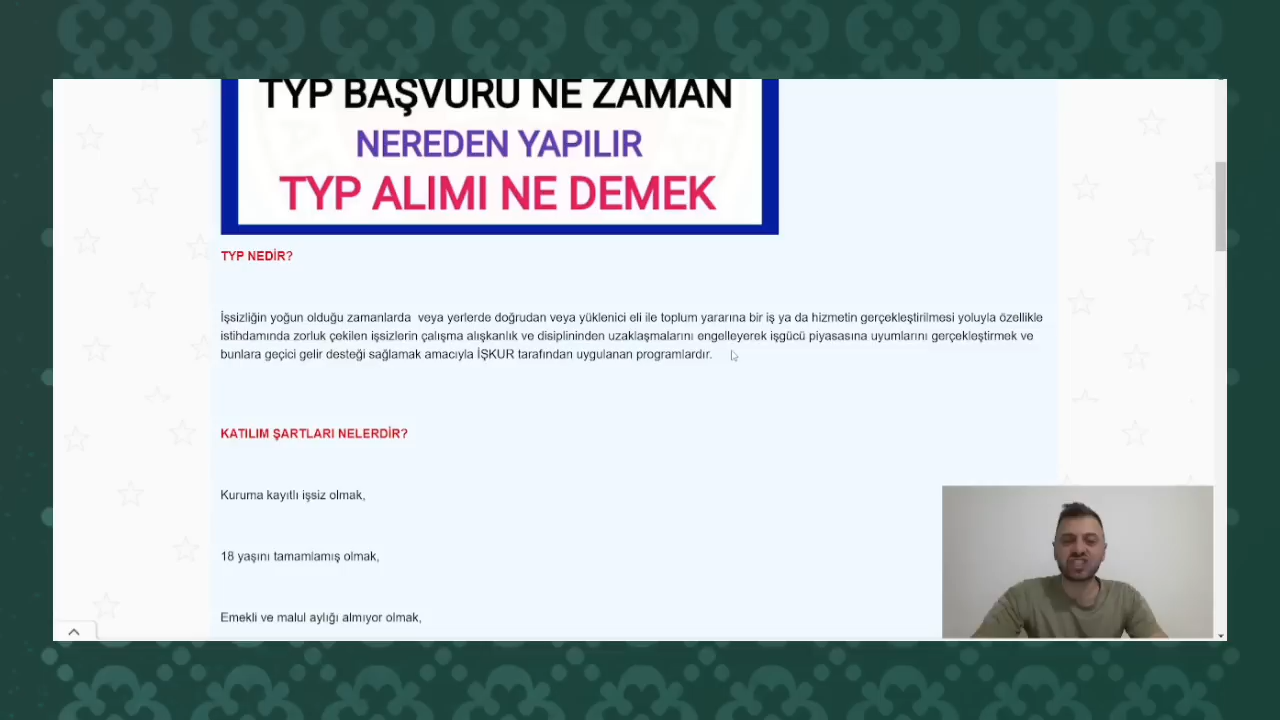 TYP BAŞVURU NE ZAMAN
NEREDEN YAPILIR
TYP ALIMI NE DEMEK
TYP NEDİR?
İşsizliğin yoğun olduğu zamanlarda  veya yerlerde doğrudan veya yüklenici eli ile toplum yararına bir iş ya da hizmetin gerçekleştirilmesi yoluyla özellikle
istihdamında zorluk çekilen işsizlerin çalışma alışkanlık ve disiplininden uzaklaşmalarını engelleyerek işgücü piyasasına uyumlarını gerçekleştirmek ve
bunlara geçici gelir desteği sağlamak amacıyla İŞKUR tarafından uygulanan programlardır.
KATILIM ŞARTLARI NELERDİR?
Kuruma kayıtlı işsiz olmak,
18 yaşını tamamlamış olmak,
Emekli ve malul aylığı almıyor olmak,